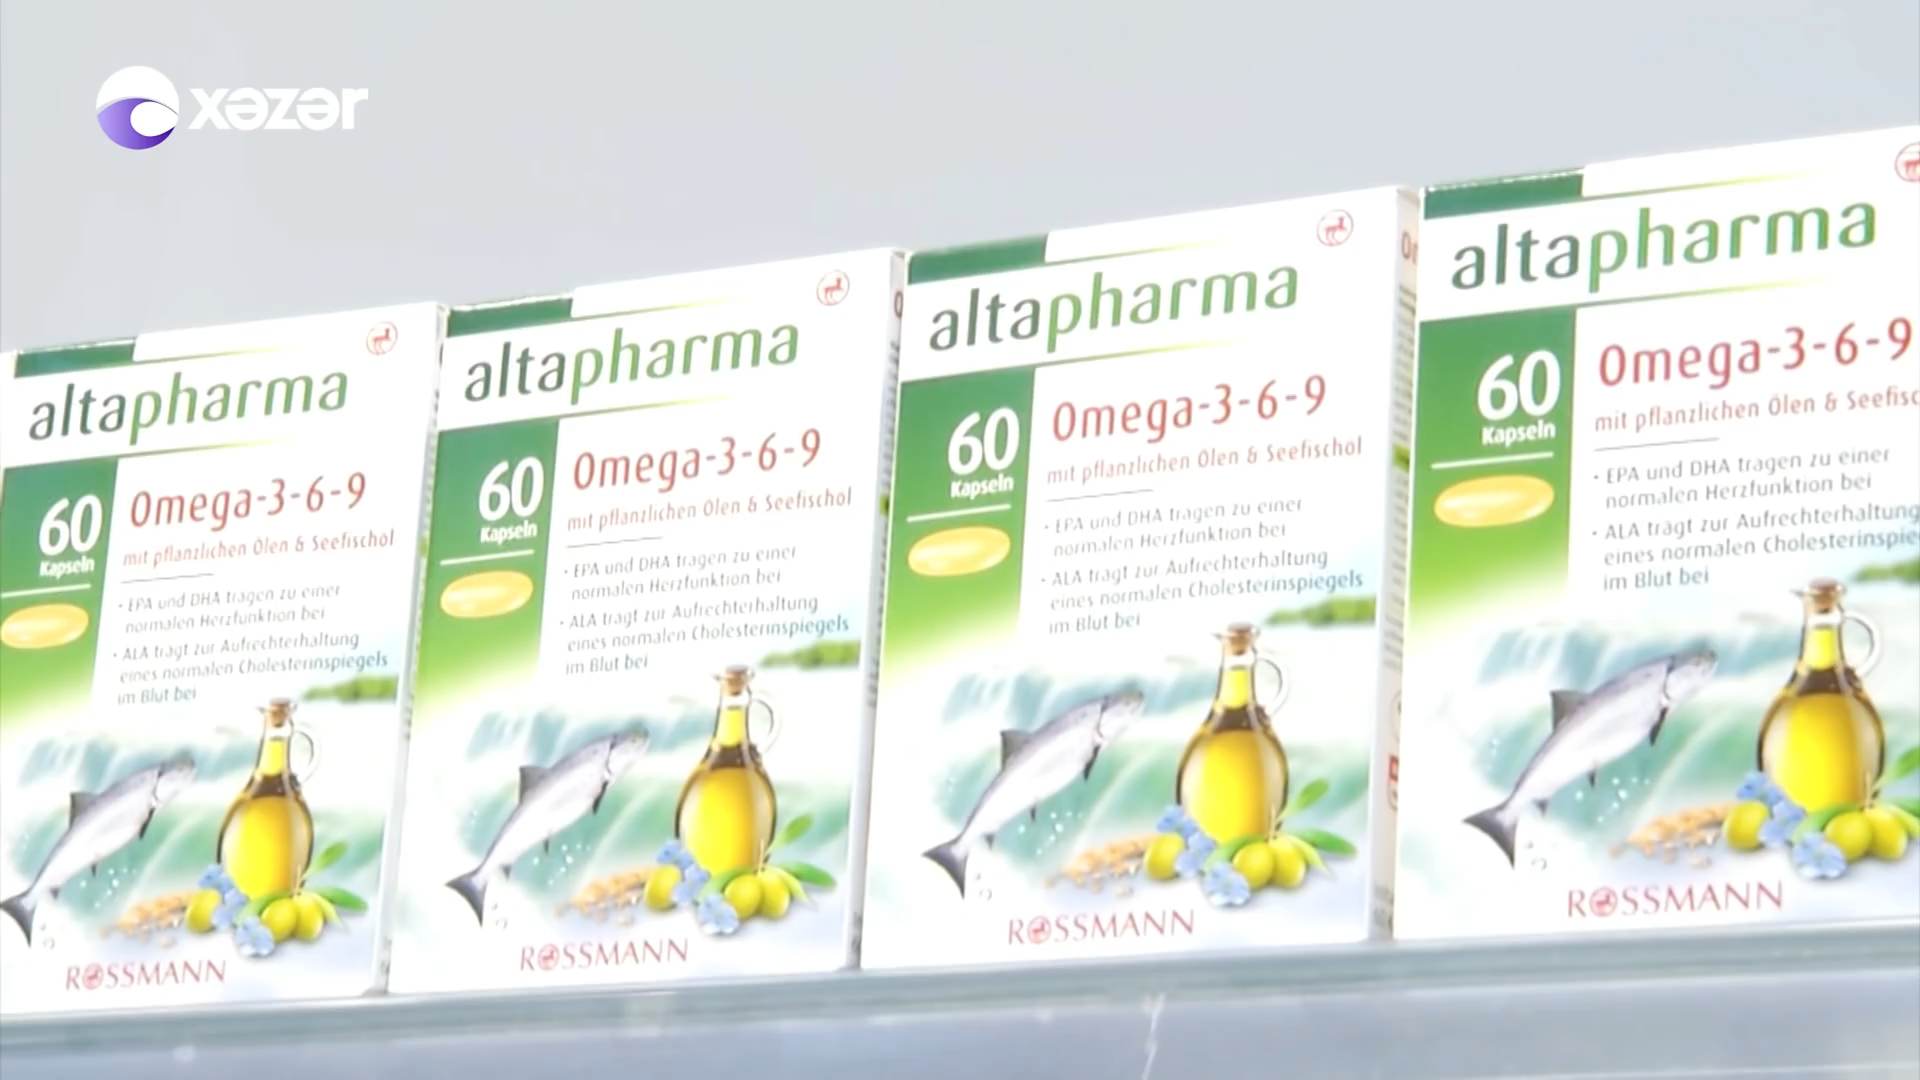 xəzər
altapharma
60
Kapseln
Omega-3-6-9
mit pflanzlichen Ölen & Seefischöl
• EPA und DHA tragen zu einer
normalen Herzfunktion bei
• ALA trägt zur Aufrechterhaltung
eines normalen Cholesterinspiegels
im Blut bei
ROSSMANN
altapharma
60
Kapseln
Omega-3-6-9
mit pflanzlichen Ölen & Seefischöl
• EPA und DHA tragen zu einer
normalen Herzfunktion bei
• ALA trägt zur Aufrechterhaltung
eines normalen Cholesterinspiegels
im Blut bei
ROSSMANN
altapharma
60
Kapseln
Omega-3-6-9
mit pflanzlichen Ölen & Seefischöl
• EPA und DHA tragen zu einer
normalen Herzfunktion bei
• ALA trägt zur Aufrechterhaltung
eines normalen Cholesterinspiegels
im Blut bei
ROSSMANN
altapharma
60
Kapseln
Omega-3-6-9
mit pflanzlichen Ölen & Seefisc
• EPA und DHA tragen zu einer
normalen Herzfunktion bei
• ALA trägt zur Aufrechterhaltung
eines normalen Cholesterinspie
im Blut bei
ROSSMANN